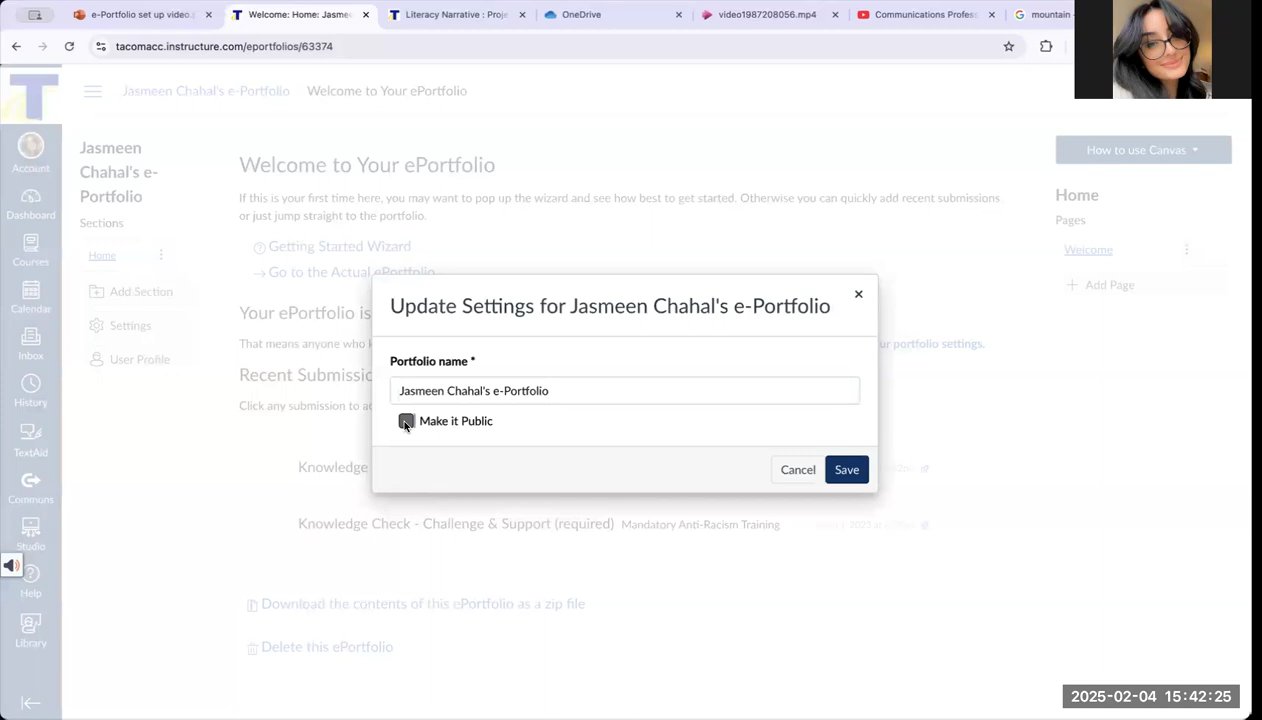 e-Portfolio set up video.
Welcome: Home: Jasmee
Literacy Narrative : Proje
OneDrive
video1987208056.mp4
Communications Profess
mountain -
tacomacc.instructure.com/eportfolios/63374
Jasmeen Chahal's e-Portfolio
Welcome to Your ePortfolio
Account
Dashboard
Courses
Calendar
Inbox
History
TextAid
Commons
Studio
Help
Library
Jasmeen
Chahal's e-
Portfolio
Sections
Home
Add Section
Settings
User Profile
Welcome to Your ePortfolio
If this is your first time here, you may want to pop up the wizard and see how best to get started. Otherwise you can quickly add recent submissions
or just jump straight to the portfolio.
Getting Started Wizard
Go to the Actual ePortfolio
Your ePortfolio is
That means anyone who
ur portfolio settings.
Recent Submissio
Click any submission to a
Knowledge
Knowledge Check - Challenge & Support (required) Mandatory Anti-Racism Training
Download the contents of this ePortfolio as a zip file
Delete this ePortfolio
Update Settings for Jasmeen Chahal's e-Portfolio
Portfolio name *
Jasmeen Chahal's e-Portfolio
Make it Public
Cancel
Save
How to use Canvas
Home
Pages
Welcome
Add Page
2025-02-04 15:42:25